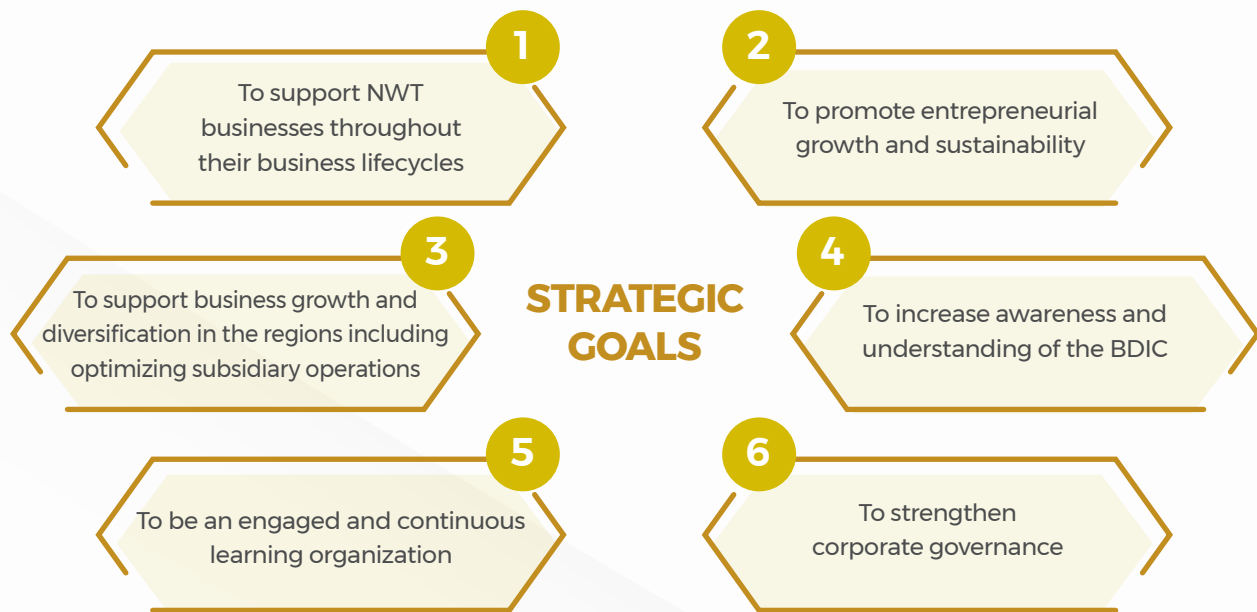 1
To support NWT
businesses throughout
their business lifecycles
2
To promote entrepreneurial
growth and sustainability
3
To support business growth and
diversification in the regions including
optimizing subsidiary operations
STRATEGIC
GOALS
4
To increase awareness and
understanding of the BDIC
5
To be an engaged and continuous
learning organization
6
To strengthen
corporate governance